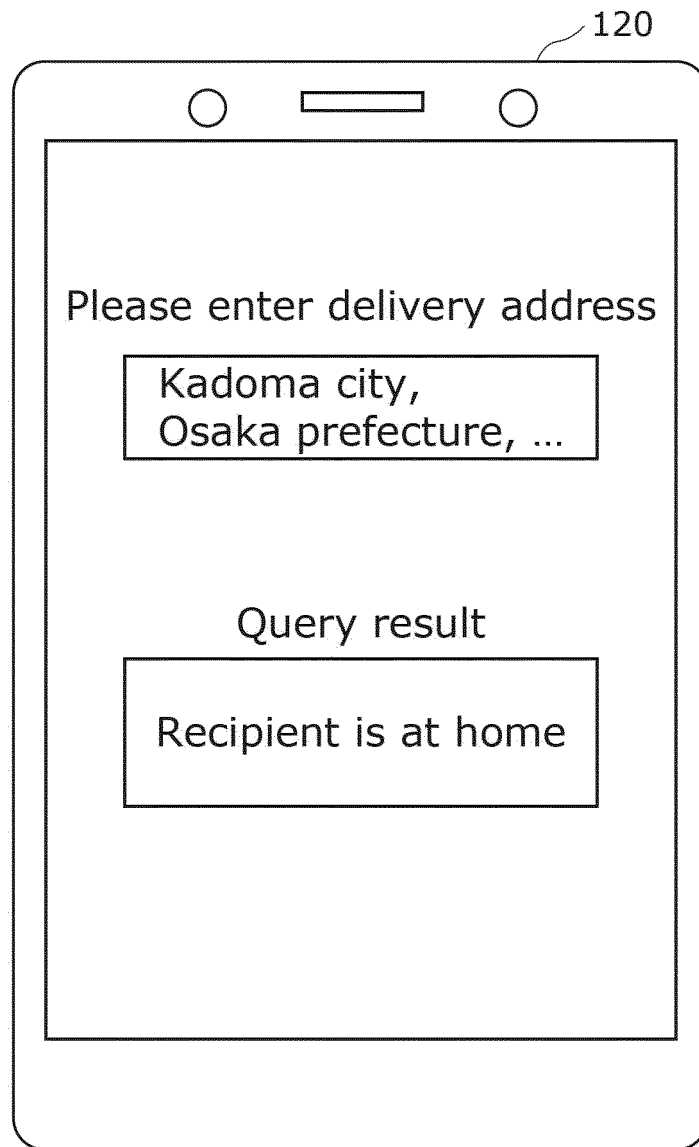 120
Please enter delivery address
Kadoma city,
Osaka prefecture, ...
Query result
Recipient is at home